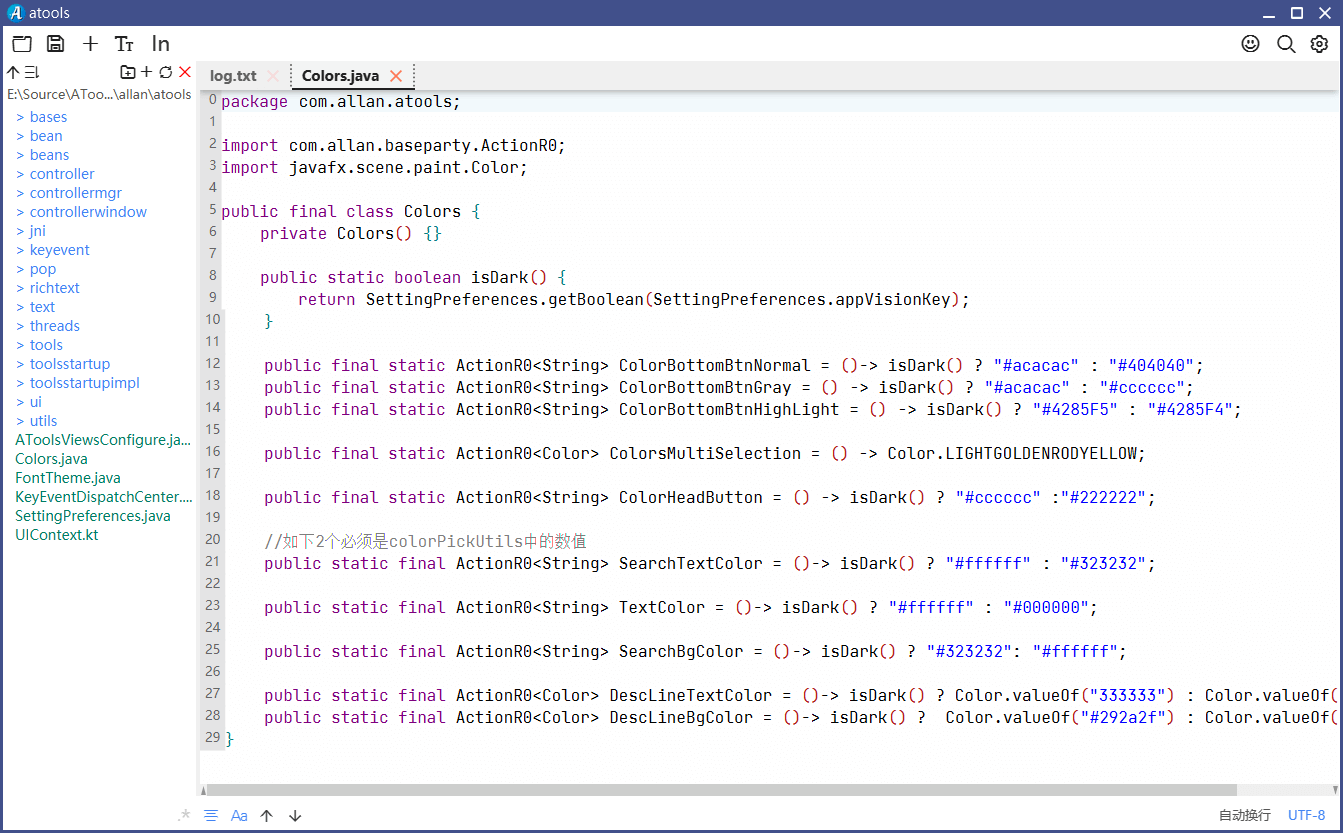 atools
Tт In
E:\Source\AToo...\allan\atools
log.txt
Colors.java
> bases
> bean
> beans
> controller
> controllermgr
> controllerwindow
> jni
> keyevent
> pop
> richtext
> text
> threads
> tools
> toolsstartup
> toolsstartupimpl
> ui
> utils
AToolsViewsConfigure.ja...
Colors.java
FontTheme.java
KeyEventDispatchCenter....
SettingPreferences.java
UIContext.kt
0 package com.allan.atools;
1
2 import com.allan.baseparty.ActionR0;
3 import javafx.scene.paint.Color;
4
5 public final class Colors {
6     private Colors() {}
7
8     public static boolean isDark() {
9         return SettingPreferences.getBoolean(SettingPreferences.appVisionKey);
10     }
11
12     public final static ActionR0<String> ColorBottomBtnNormal = ()-> isDark() ? "#acacac" : "#404040";
13     public final static ActionR0<String> ColorBottomBtnGray = () -> isDark() ? "#acacac" : "#cccccc";
14     public final static ActionR0<String> ColorBottomBtnHighLight = () -> isDark() ? "#4285F5" : "#4285F4";
15
16     public final static ActionR0<Color> ColorsMultiSelection = () -> Color.LIGHTGOLDENRODYELLOW;
17
18     public final static ActionR0<String> ColorHeadButton = () -> isDark() ? "#cccccc" :"#222222";
19
20     //如下2个必须是colorPickUtils中的数值
21     public static final ActionR0<String> SearchTextColor = ()-> isDark() ? "#ffffff" : "#323232";
22
23     public static final ActionR0<String> TextColor = ()-> isDark() ? "#ffffff" : "#000000";
24
25     public static final ActionR0<String> SearchBgColor = ()-> isDark() ? "#323232": "#ffffff";
26
27     public static final ActionR0<Color> DescLineTextColor = ()-> isDark() ? Color.valueOf("333333") : Color.valueOf(
28     public static final ActionR0<Color> DescLineBgColor = ()-> isDark() ?  Color.valueOf("#292a2f") : Color.valueOf(
29 }
.* Aa
自动换行 UTF-8